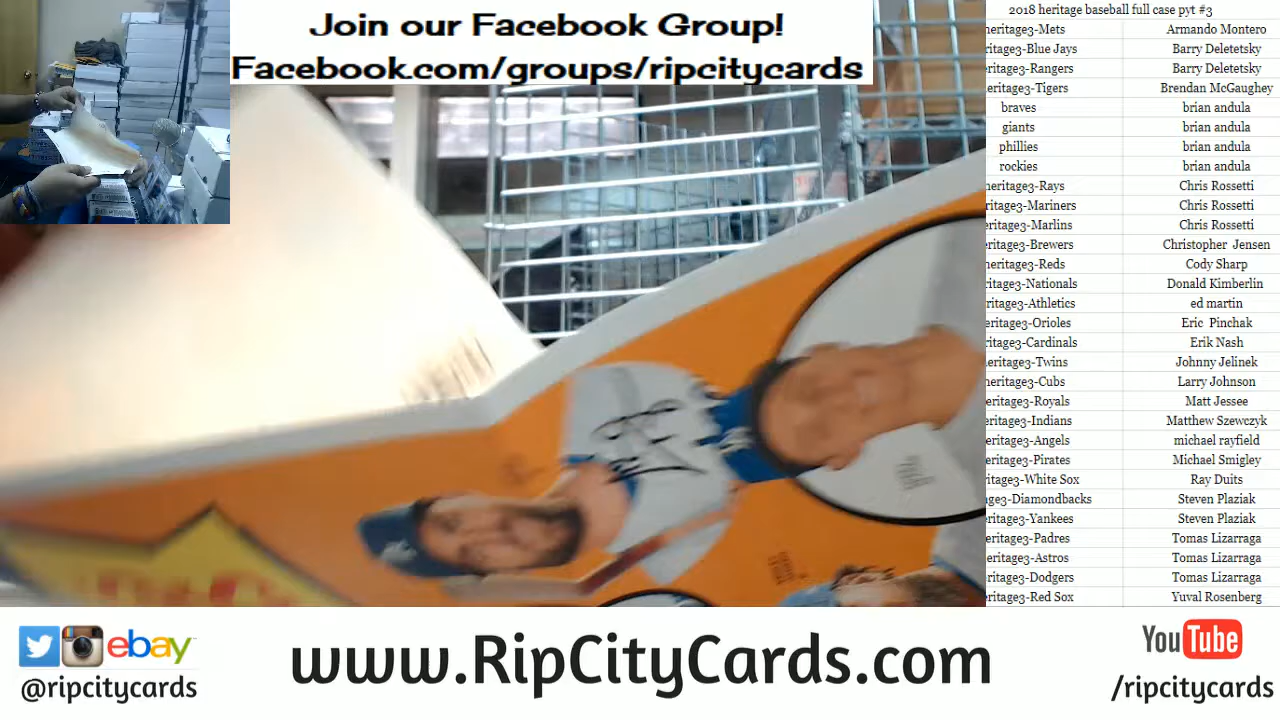 Join our Facebook Group!
Facebook.com/groups/ripcitycards
2018 heritage baseball full case pyt #3
heritage3-Mets Armando Montero
ritage3-Blue Jays Barry Deletetsky
eritage3-Rangers Barry Deletetsky
heritage3-Tigers Brendan McGaughey
braves brian andula
giants brian andula
phillies brian andula
rockies brian andula
heritage3-Rays Chris Rossetti
eritage3-Mariners Chris Rossetti
eritage3-Marlins Chris Rossetti
eritage3-Brewers Christopher Jensen
heritage3-Reds Cody Sharp
eritage3-Nationals Donald Kimberlin
ritage3-Athletics ed martin
eritage3-Orioles Eric Pinchak
ritage3-Cardinals Erik Nash
heritage3-Twins Johnny Jelinek
heritage3-Cubs Larry Johnson
eritage3-Royals Matt Jessee
eritage3-Indians Matthew Szewczyk
eritage3-Angels michael rayfield
eritage3-Pirates Michael Smigley
ritage3-White Sox Ray Duits
age3-Diamondbacks Steven Plaziak
eritage3-Yankees Steven Plaziak
eritage3-Padres Tomas Lizarraga
eritage3-Astros Tomas Lizarraga
eritage3-Dodgers Tomas Lizarraga
eritage3-Red Sox Yuval Rosenberg
ebay
@ripcitycards
www.RipCityCards.com
YouTube
/ripcitycards